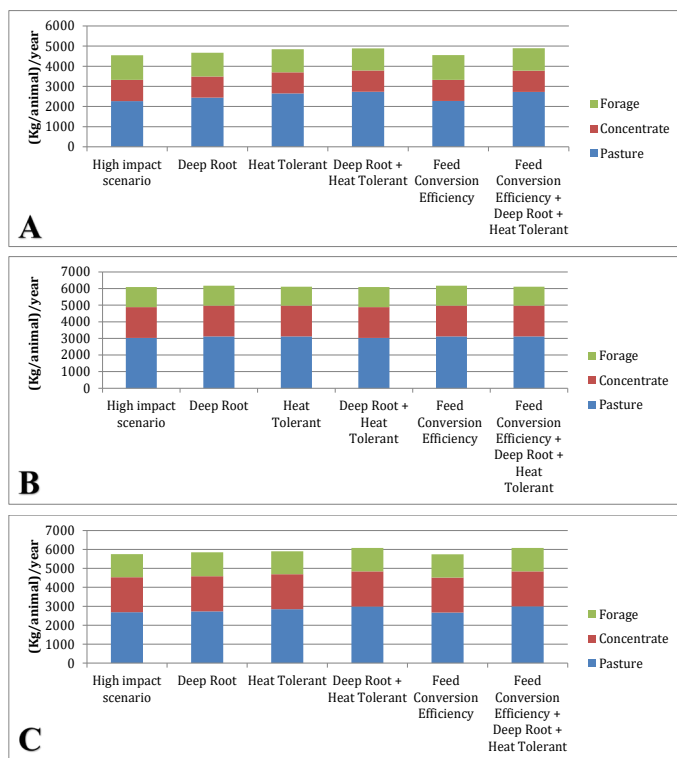 (Kg/animal)/year
6000
5000
4000
3000
2000
1000
0
High impact
scenario
Deep Root
Heat Tolerant
Deep Root +
Heat Tolerant
Feed
Conversion
Efficiency
Feed
Conversion
Efficiency +
Deep Root +
Heat Tolerant
Forage
Concentrate
Pasture
A
(Kg/animal)/year
7000
6000
5000
4000
3000
2000
1000
0
High impact
scenario
Deep Root
Heat
Tolerant
Deep Root +
Heat
Tolerant
Feed
Conversion
Efficiency
Feed
Conversion
Efficiency +
Deep Root +
Heat
Tolerant
Forage
Concentrate
Pasture
B
(Kg/animal)/year
7000
6000
5000
4000
3000
2000
1000
0
High impact
scenario
Deep Root
Heat Tolerant
Deep Root +
Heat Tolerant
Feed
Conversion
Efficiency
Feed
Conversion
Efficiency +
Deep Root +
Heat Tolerant
Forage
Concentrate
Pasture
C